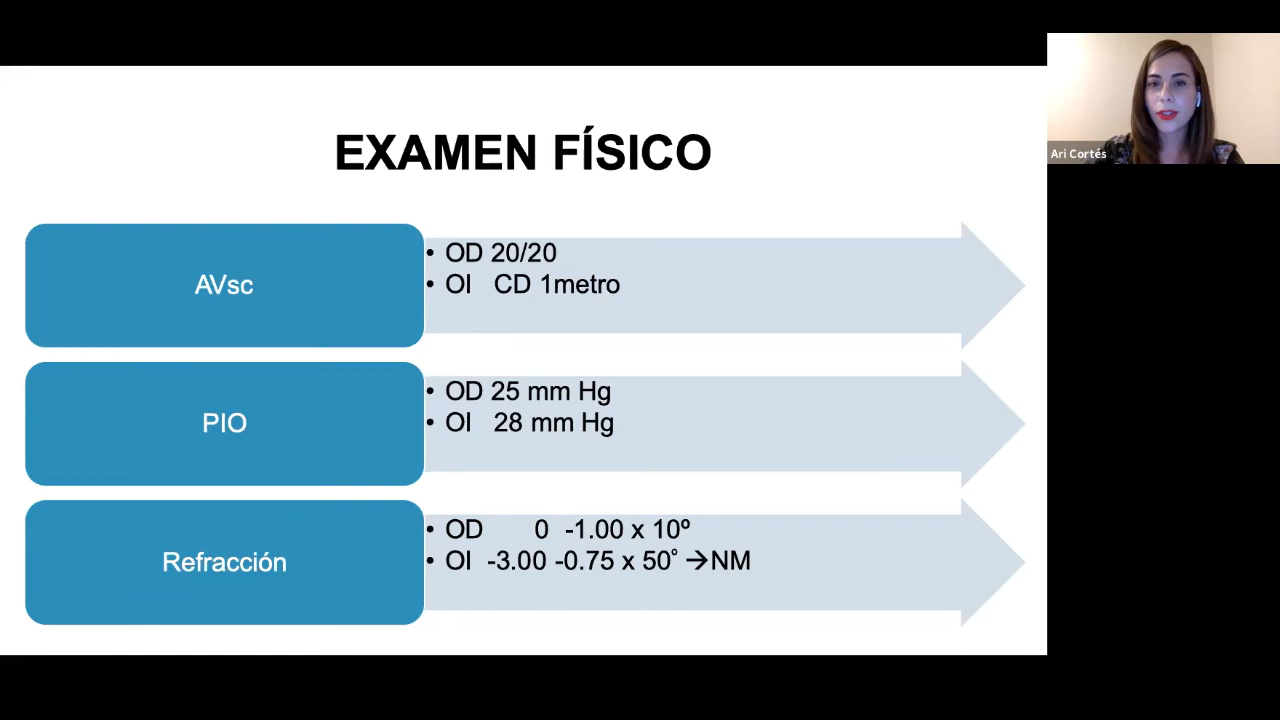 EXAMEN FÍSICO
Ari Cortés
AVsc
• OD 20/20
• OI CD 1metro
PIO
• OD 25 mm Hg
• OI 28 mm Hg
Refracción
• OD 0 -1.00 x 10º
• OI -3.00 -0.75 x 50° →NM